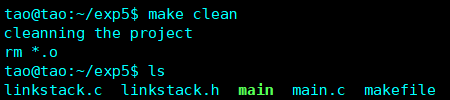 tao@tao:~/exp5$ make clean
cleanning the project
rm *.o
tao@tao:~/exp5$ ls
linkstack.c  linkstack.h  main  main.c  makefile